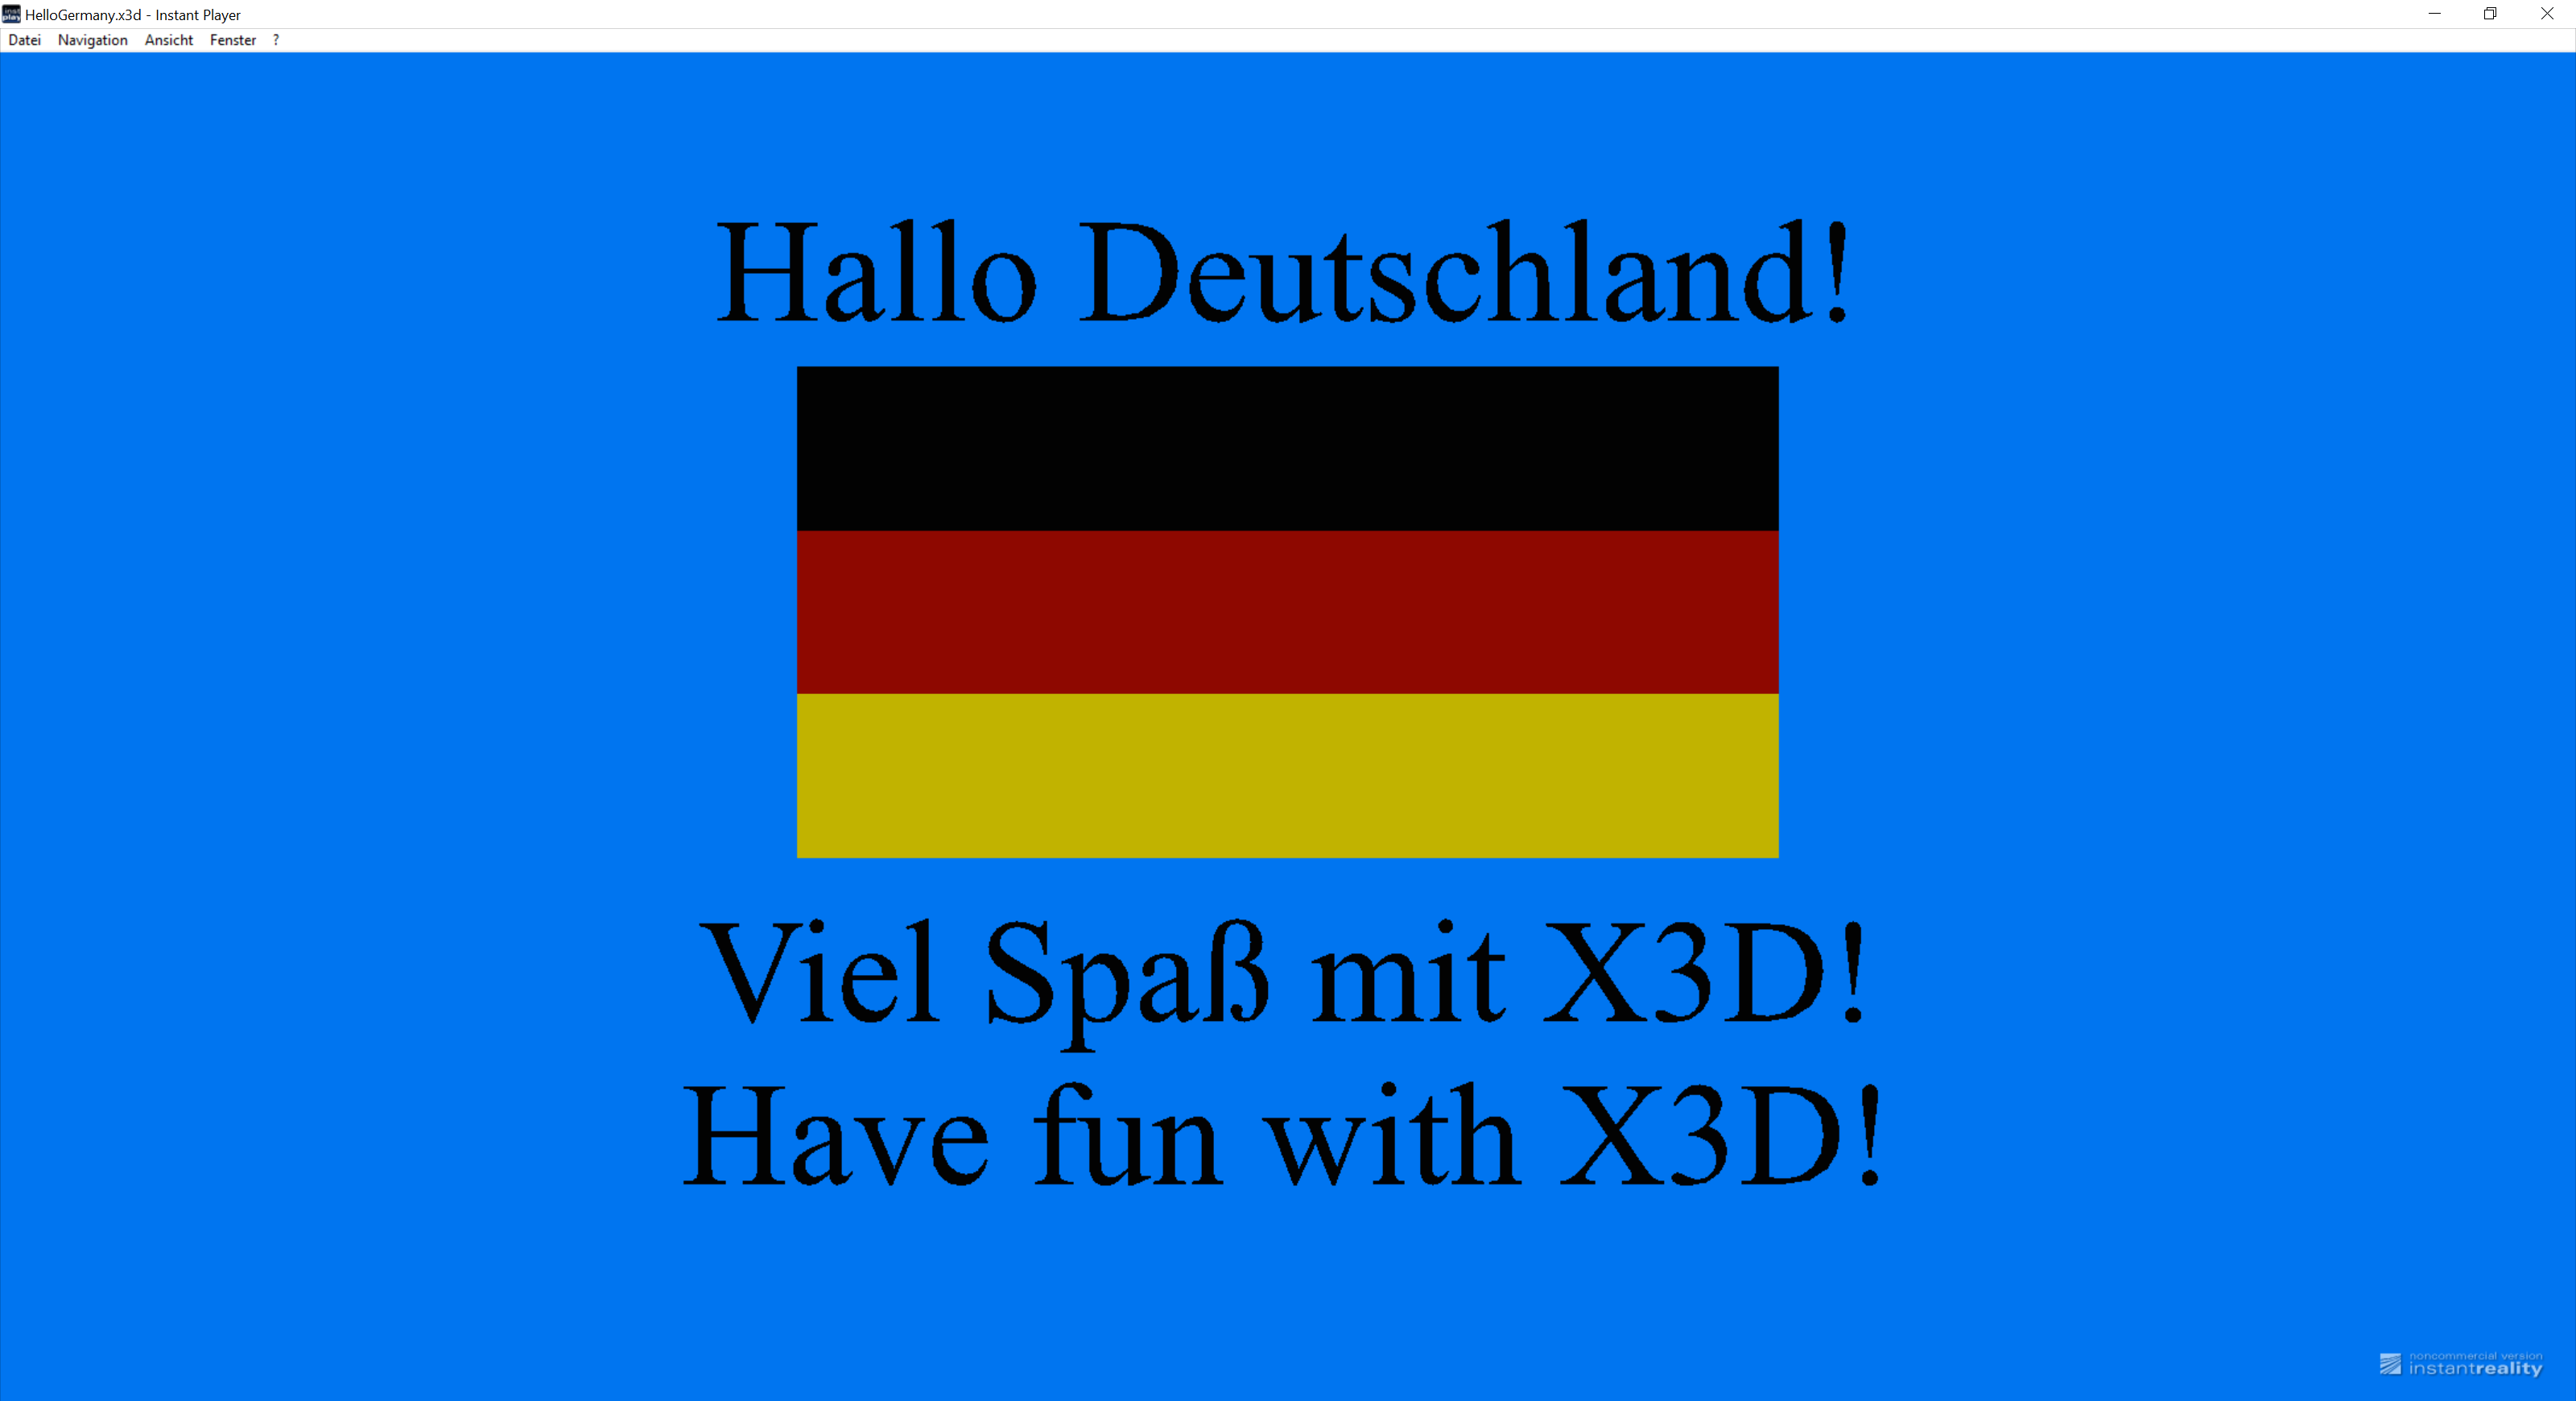 HelloGermany.x3d - Instant Player
Datei Navigation Ansicht Fenster ?
Hallo Deutschland!
Viel Spaß mit X3D!
Have fun with X3D!
noncommercial version
instantreality